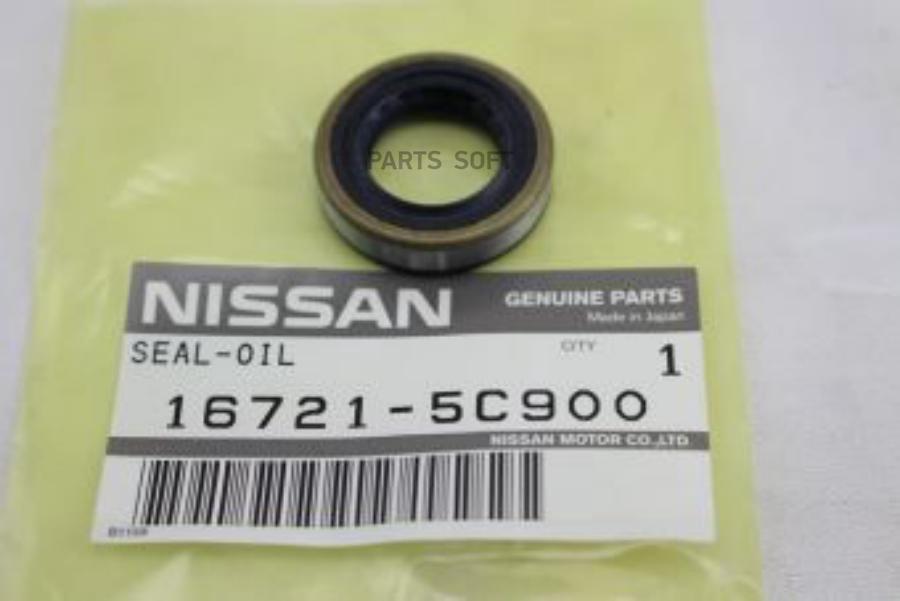 PARTS SOFT
NISSAN
GENUINE PARTS
Made in Japan
SEAL-OIL
Q'TY
1
16721-5C900
NISSAN MOTOR CO.,LTD